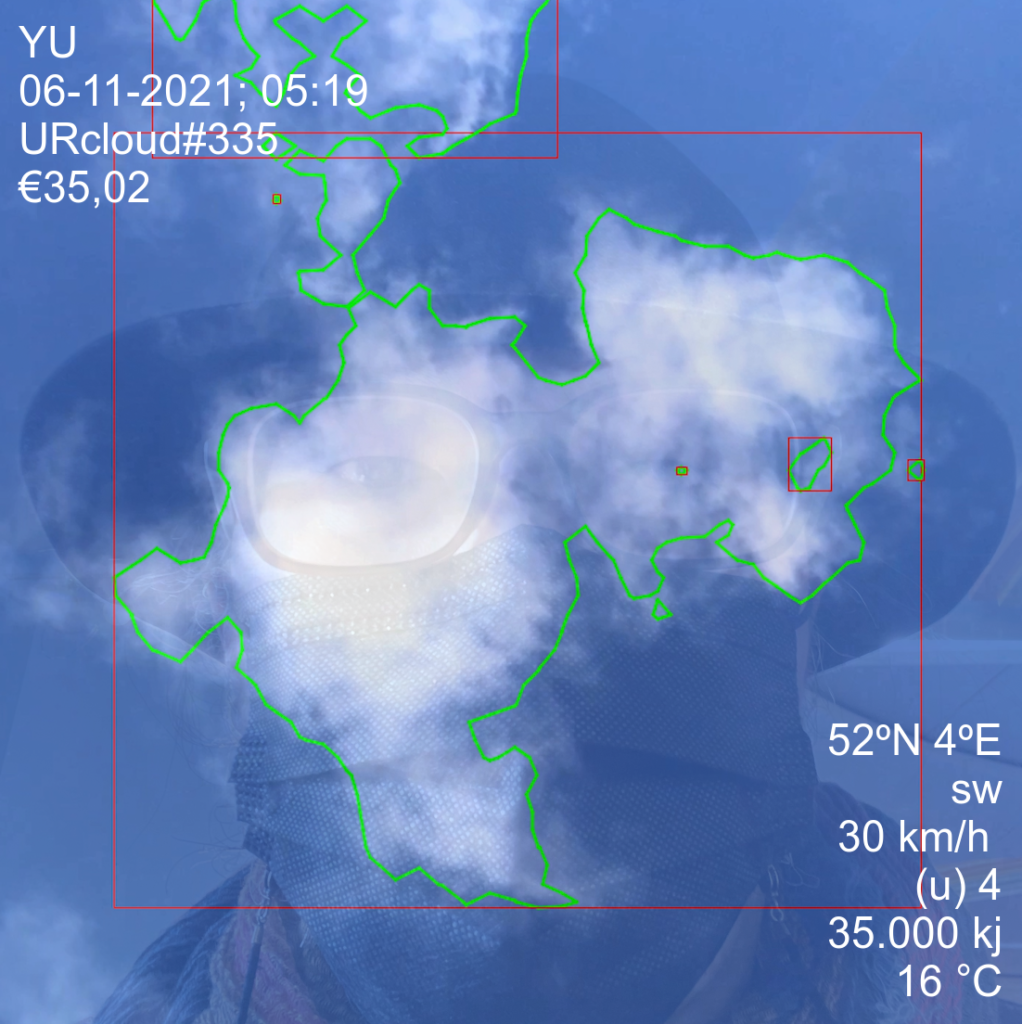 YU
06-11-2021; 05:19
URcloud#335
€35,02
52ºN 4ºE
sw
30 km/h
(u) 4
35.000 kj
16 °C